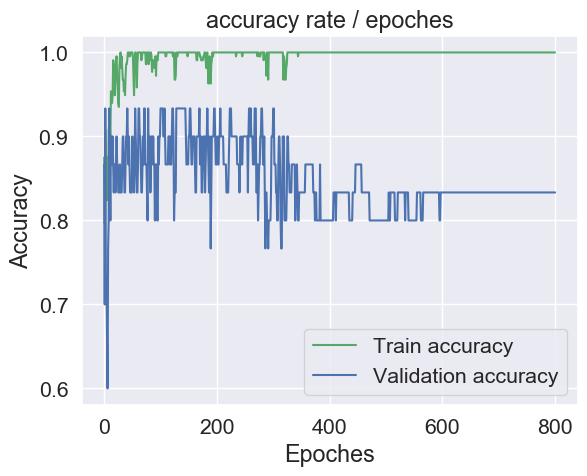 accuracy rate / epoches
1.0
0.9
0.8
0.7
0.6
Accuracy
Train accuracy
Validation accuracy
0 200 400 600 800
Epoches